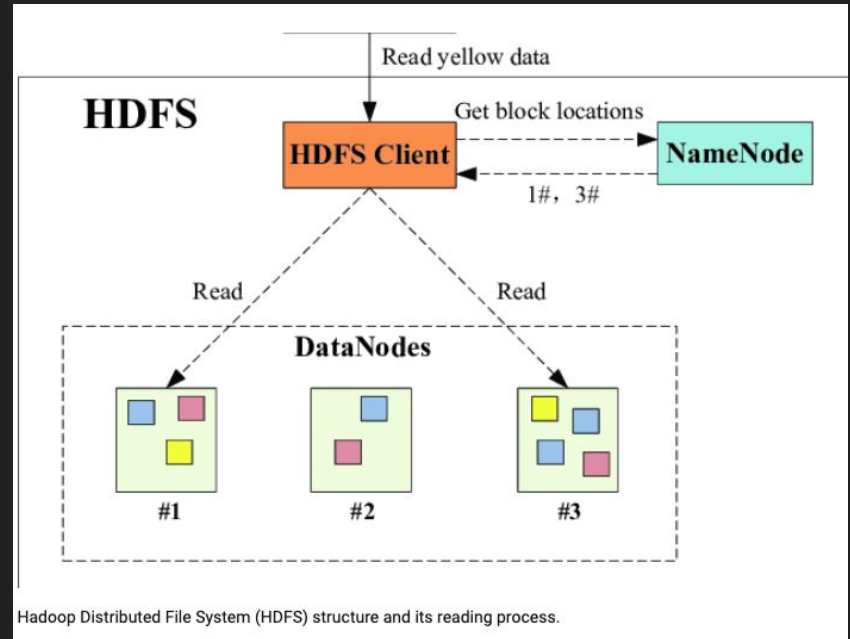 Read yellow data
HDFS
Get block locations
HDFS Client
NameNode
1#, 3#
Read
Read
DataNodes
#1
#2
#3
Hadoop Distributed File System (HDFS) structure and its reading process.